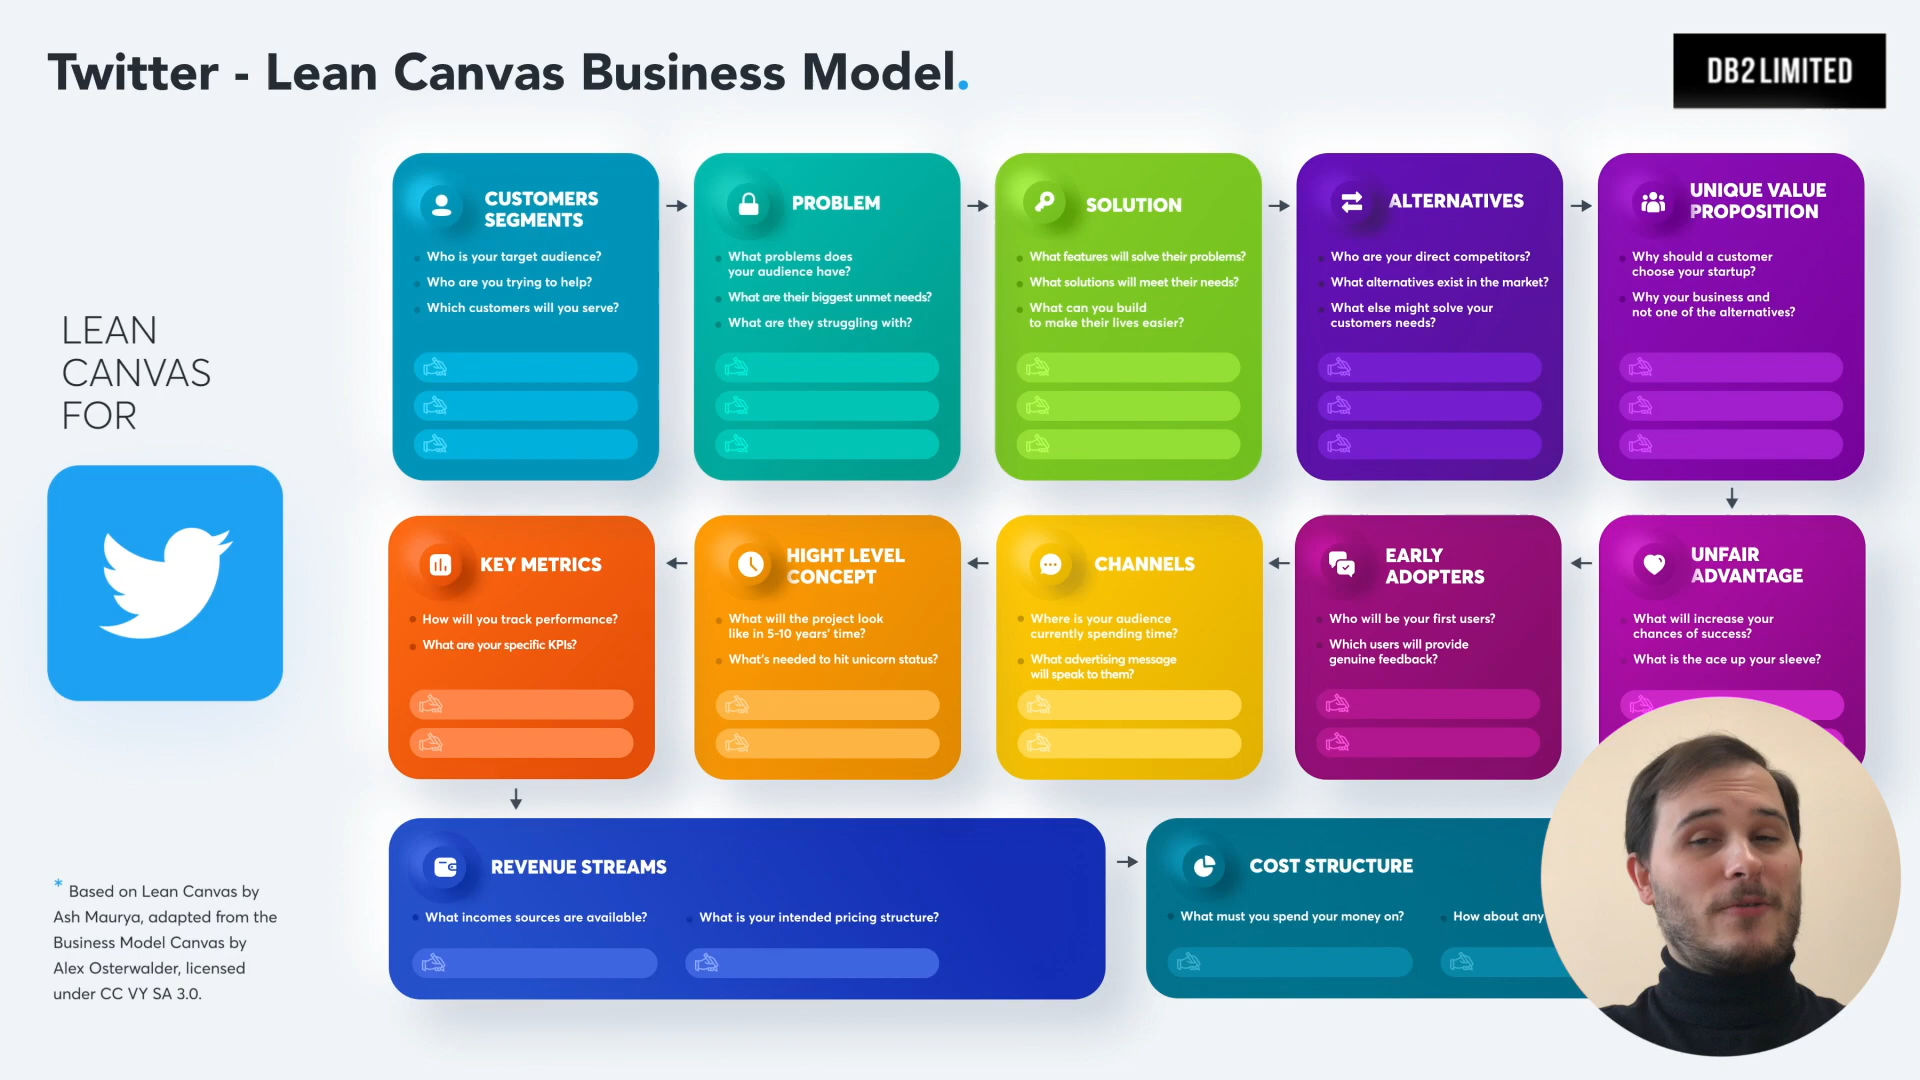 Twitter - Lean Canvas Business Model.
DB2 LIMITED
LEAN
CANVAS
FOR
* Based on Lean Canvas by
Ash Maurya, adapted from the
Business Model Canvas by
Alex Osterwalder, licensed
under CC VY SA 3.0.
CUSTOMERS
SEGMENTS
Who is your target audience?
Who are you trying to help?
Which customers will you serve?
PROBLEM
What problems does
your audience have?
What are their biggest unmet needs?
What are they struggling with?
SOLUTION
What features will solve their problems?
What solutions will meet their needs?
What can you build
to make their lives easier?
ALTERNATIVES
Who are your direct competitors?
What alternatives exist in the market?
What else might solve your
customers needs?
UNIQUE VALUE
PROPOSITION
Why should a customer
choose your startup?
Why your business and
not one of the alternatives?
KEY METRICS
How will you track performance?
What are your specific KPIs?
HIGHT LEVEL
CONCEPT
What will the project look
like in 5-10 years' time?
What's needed to hit unicorn status?
CHANNELS
Where is your audience
currently spending time?
What advertising message
will speak to them?
EARLY
ADOPTERS
Who will be your first users?
Which users will provide
genuine feedback?
UNFAIR
ADVANTAGE
What will increase your
chances of success?
What is the ace up your sleeve?
REVENUE STREAMS
What incomes sources are available?
What is your intended pricing structure?
COST STRUCTURE
What must you spend your money on?
How about any